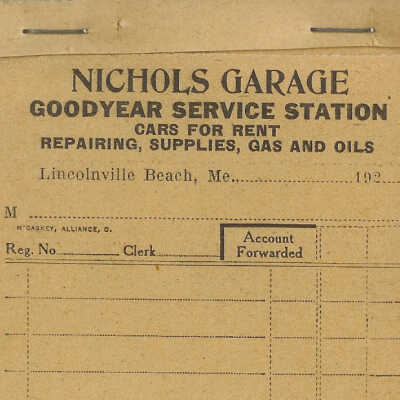 NICHOLS GARAGE
GOODYEAR SERVICE STATION
CARS FOR RENT
REPAIRING, SUPPLIES, GAS AND OILS
Lincolnville Beach, Me., 192
M
McCASKEY, ALLIANCE, O.
Reg. No Clerk
Account
Forwarded